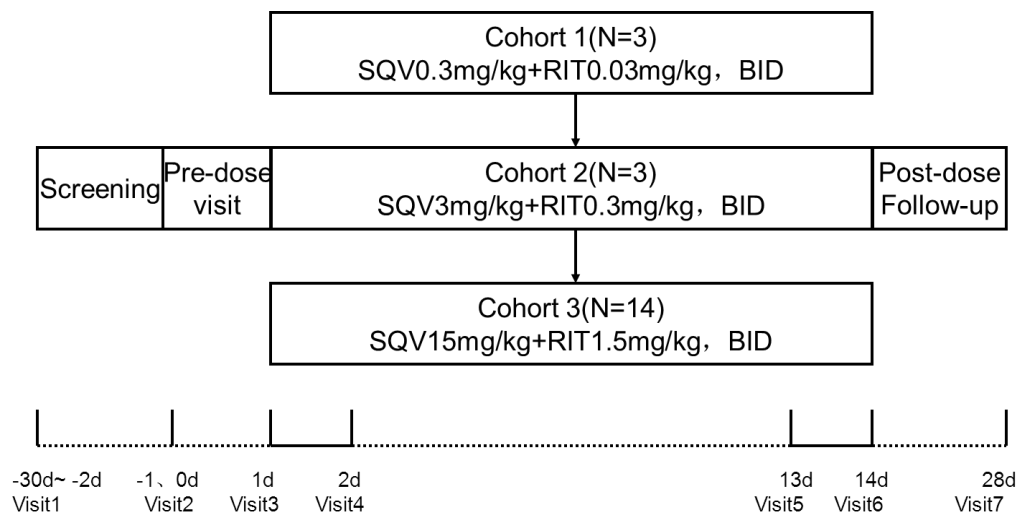 Cohort 1(N=3)
SQV0.3mg/kg+RIT0.03mg/kg，BID
Screening
Pre-dose
visit
Cohort 2(N=3)
SQV3mg/kg+RIT0.3mg/kg，BID
Post-dose
Follow-up
Cohort 3(N=14)
SQV15mg/kg+RIT1.5mg/kg，BID
-30d~ -2d -1、0d 1d 2d 13d 14d 28d
Visit1 Visit2 Visit3 Visit4 Visit5 Visit6 Visit7